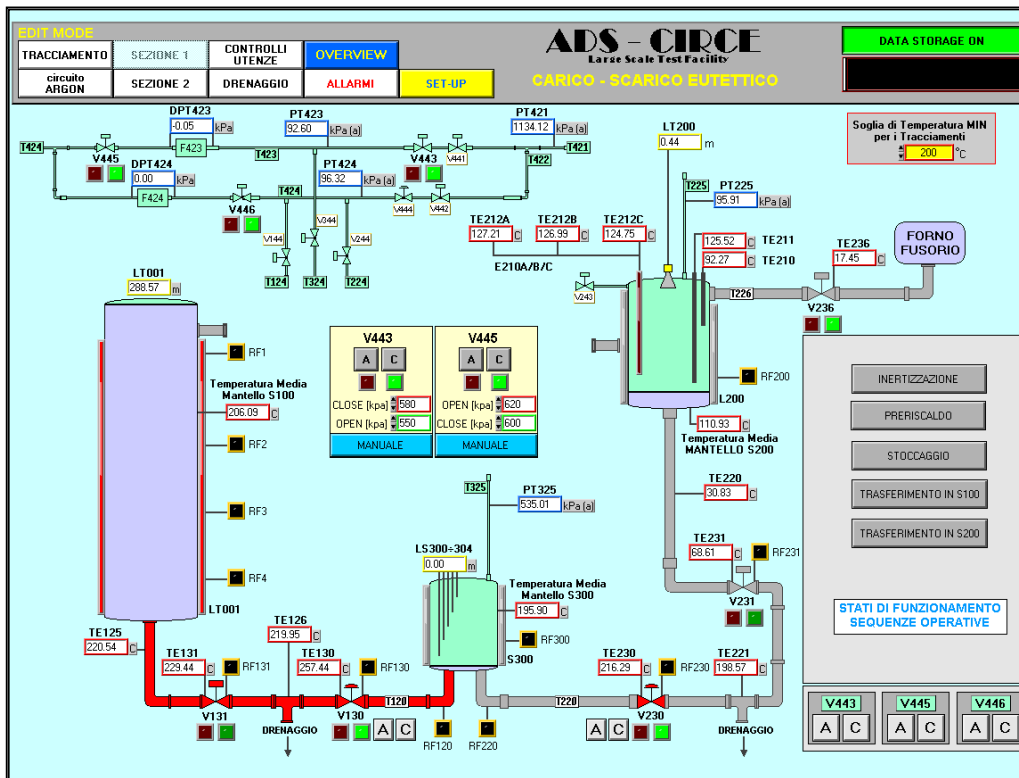 EDIT MODE
TRACCIAMENTO
SEZIONE 1
CONTROLLI
UTENZE
OVERVIEW
circuito
ARGON
SEZIONE 2
DRENAGGIO
ALLARMI
SET-UP
ADS - CIRCE
Large Scale Test Facility
CARICO - SCARICO EUTETTICO
DATA STORAGE ON
Soglia di Temperatura MIN
per i Tracciamenti
200 °C
DPT423
-0.05 kPa
PT423
92.60 kPa (a)
PT421
1134.12 kPa (a)
T424
V445
F423
T423
V443
V441
T421
T422
DPT424
0.00 kPa
F424
V446
T424
PT424
96.32 kPa (a)
V444
V442
V144
V344
V244
T124
T324
T224
LT200
0.44 m
T225
PT225
95.91 kPa (a)
TE212A
127.21 C
TE212B
126.99 C
TE212C
124.75 C
E210A/B/C
125.52 C TE211
92.27 C TE210
TE236
17.45 C
FORNO
FUSORIO
V243
T226
V236
LT001
288.57 m
RF1
Temperatura Media
Mantello S100
206.09 C
RF2
RF3
RF4
LT001
V443
A C
CLOSE [kpa] 580
OPEN [kpa] 550
MANUALE
V445
A C
OPEN [kpa] 620
CLOSE [kpa] 600
MANUALE
RF200
L200
110.93 C
Temperatura Media
MANTELLO S200
TE220
30.83 C
TE231
68.61 C
RF231
V231
T325
PT325
535.01 kPa (a)
LS300÷304
0.00 m
Temperatura Media
Mantello S300
195.90 C
RF300
S300
TE125
220.54 C
TE131
229.44 C
RF131
V131
TE126
219.95 C
TE130
257.44 C
RF130
V130
A C
T120
DRENAGGIO
RF120
RF220
T220
TE230
216.29 C
RF230
V230
A C
TE221
198.57 C
DRENAGGIO
INERTIZZAZIONE
PRERISCALDO
STOCCAGGIO
TRASFERIMENTO IN S100
TRASFERIMENTO IN S200
STATI DI FUNZIONAMENTO
SEQUENZE OPERATIVE
V443
A C
V445
A C
V446
A C